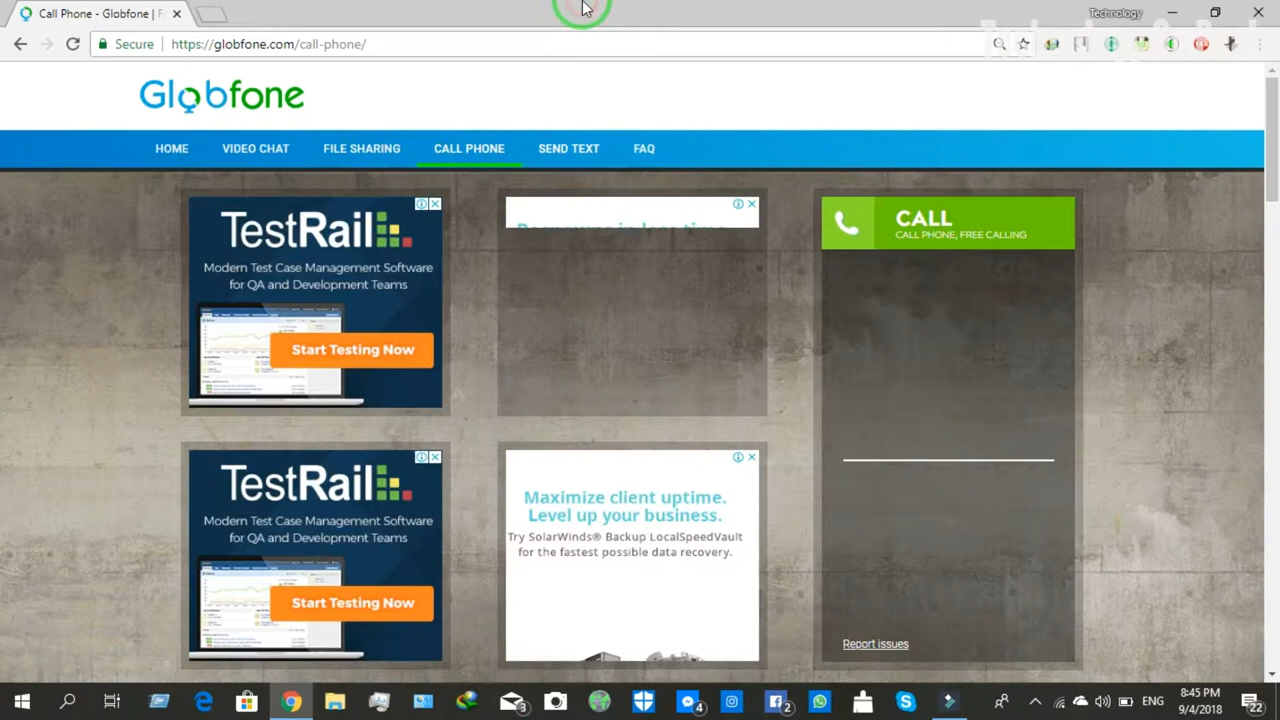 Call Phone - Globfone | F
Technology
Secure
https://globfone.com/call-phone/
Globfone
HOME
VIDEO CHAT
FILE SHARING
CALL PHONE
SEND TEXT
FAQ
TestRail
Modern Test Case Management Software
for QA and Development Teams
Start Testing Now
CALL
CALL PHONE, FREE CALLING
TestRail
Modern Test Case Management Software
for QA and Development Teams
Start Testing Now
Maximize client uptime.
Level up your business.
Try SolarWinds® Backup LocalSpeedVault
for the fastest possible data recovery.
Report issues
3
4
2
ENG
8:45 PM
9/4/2018
22